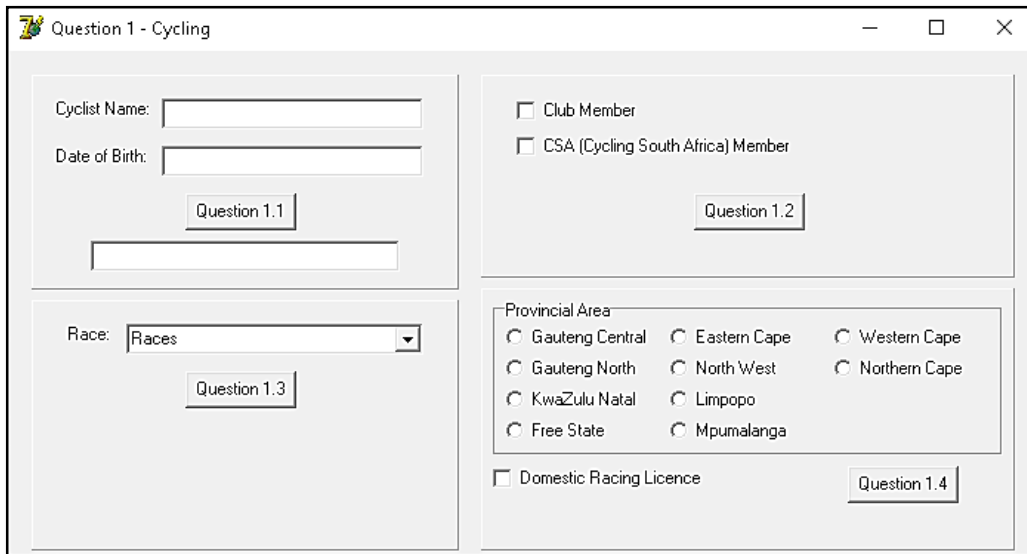 Question 1 - Cycling
Cyclist Name:
Date of Birth:
Question 1.1
Club Member
CSA (Cycling South Africa) Member
Question 1.2
Race: Races
Question 1.3
Provincial Area
Gauteng Central Eastern Cape Western Cape
Gauteng North North West Northern Cape
KwaZulu Natal Limpopo
Free State Mpumalanga
Domestic Racing Licence Question 1.4